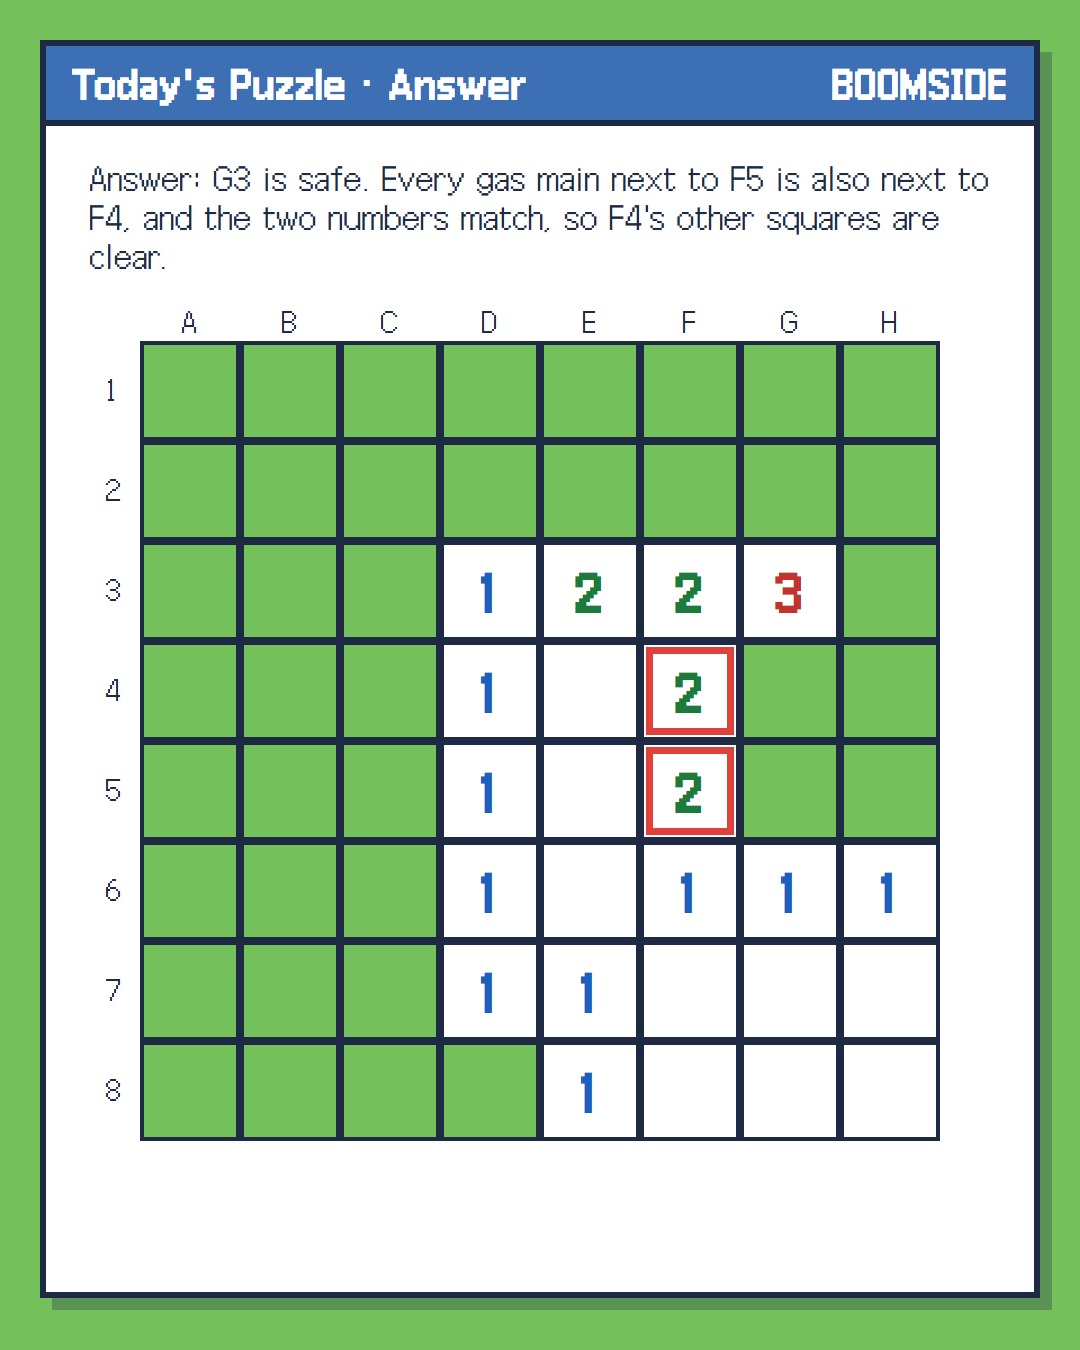 Today's Puzzle · Answer BOOMSIDE
Answer: G3 is safe. Every gas main next to F5 is also next to
F4, and the two numbers match, so F4's other squares are
clear.
A B C D E F G H
1
2
3 1 2 2 3
4 1 2
5 1 2
6 1 1 1 1
7 1 1
8 1